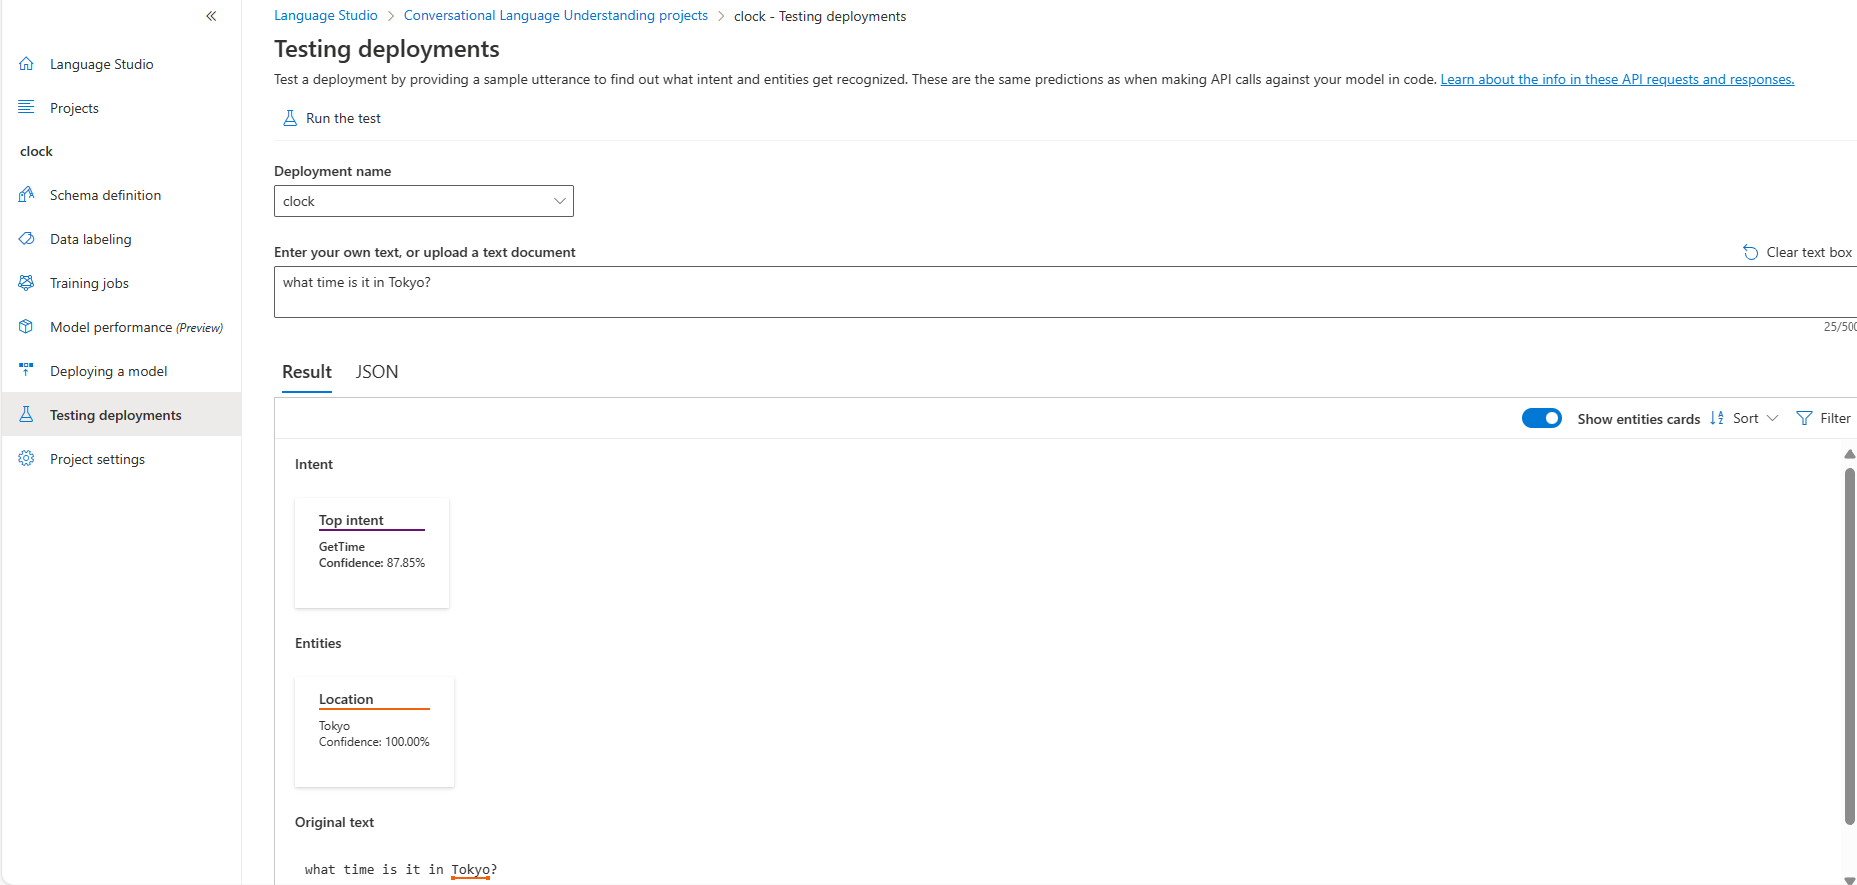 Language Studio
Projects
clock
Schema definition
Data labeling
Training jobs
Model performance (Preview)
Deploying a model
Testing deployments
Project settings
Language Studio > Conversational Language Understanding projects > clock - Testing deployments
Testing deployments
Test a deployment by providing a sample utterance to find out what intent and entities get recognized. These are the same predictions as when making API calls against your model in code. Learn about the info in these API requests and responses.
Run the test
Deployment name
clock
Enter your own text, or upload a text document
Clear text box
what time is it in Tokyo?
25/500
Result JSON
Show entities cards Sort Filter
Intent
Top intent
GetTime
Confidence: 87.85%
Entities
Location
Tokyo
Confidence: 100.00%
Original text
what time is it in Tokyo?